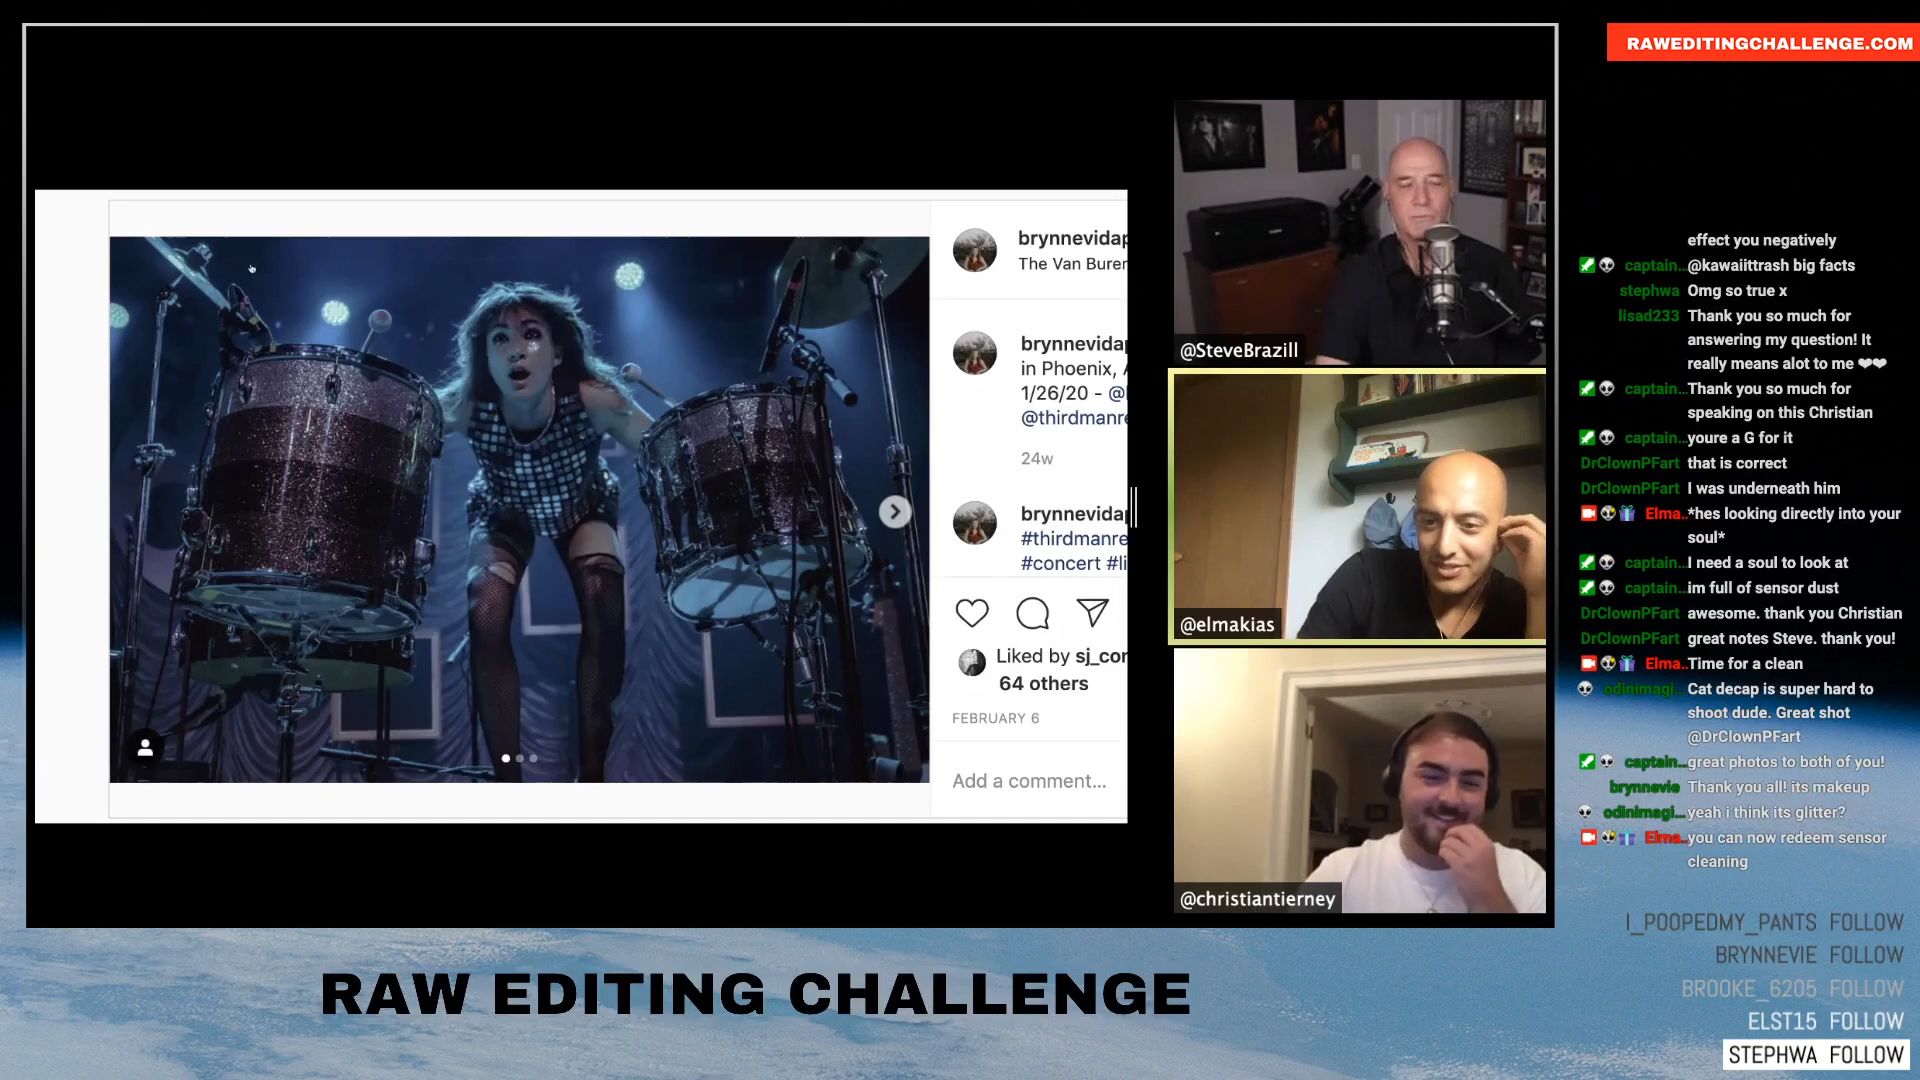 RAWEDITINGCHALLENGE.COM
brynnevidap
The Van Buren
brynnevidap
in Phoenix, A
1/26/20 - @
@thirdmanre
24w
brynnevidap
#thirdmanre
#concert #li
Liked by sj_con
64 others
FEBRUARY 6
Add a comment...
@SteveBrazill
@elmakias
@christiantierney
effect you negatively
captain... @kawaiittrash big facts
stephwa Omg so true x
lisad233 Thank you so much for
answering my question! It
really means alot to me ❤❤
captain... Thank you so much for
speaking on this Christian
captain... youre a G for it
DrClownPFart that is correct
DrClownPFart I was underneath him
Elma.. *hes looking directly into your
soul*
captain... I need a soul to look at
captain... im full of sensor dust
DrClownPFart awesome. thank you Christian
DrClownPFart great notes Steve. thank you!
Elma.. Time for a clean
odinimagi... Cat decap is super hard to
shoot dude. Great shot
@DrClownPFart
captain... great photos to both of you!
brynnevie Thank you all! its makeup
odinimagi... yeah i think its glitter?
Elma.. you can now redeem sensor
cleaning
I_POOPEDMY_PANTS FOLLOW
BRYNNEVIE FOLLOW
BROOKE_6205 FOLLOW
ELST15 FOLLOW
STEPHWA FOLLOW
RAW EDITING CHALLENGE